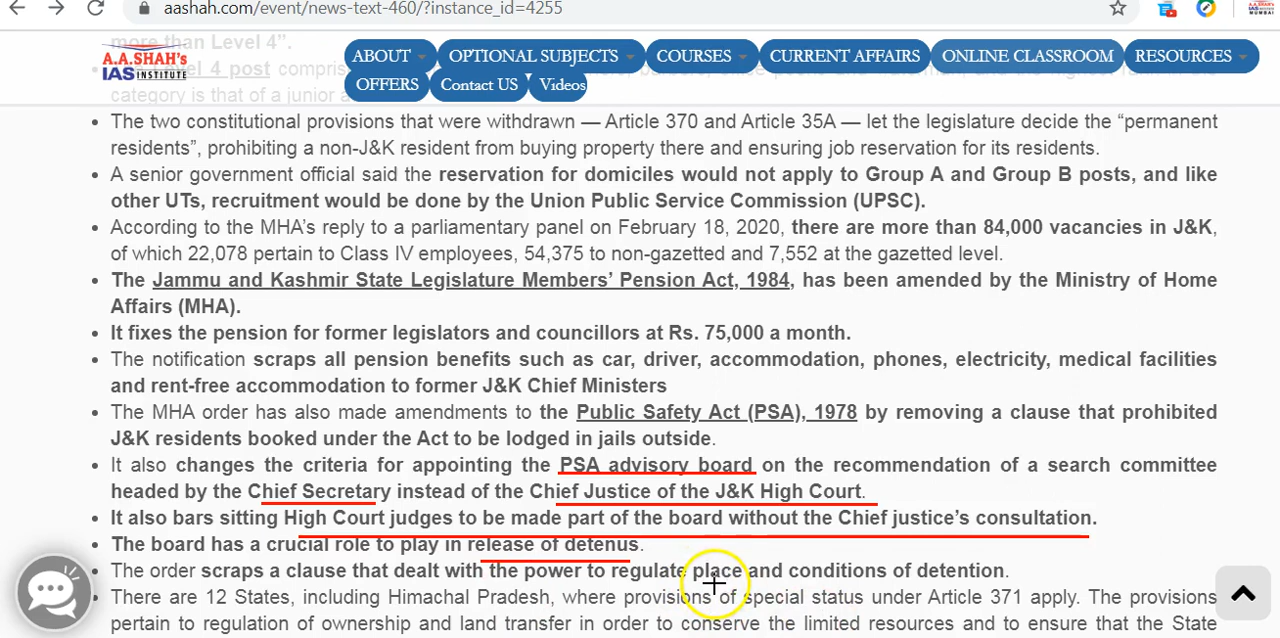 aashah.com/event/news-text-460/?instance_id=4255
more than Level 4”.
A.A.SHAH's
IAS INSTITUTE
ABOUT
OPTIONAL SUBJECTS
COURSES
CURRENT AFFAIRS
ONLINE CLASSROOM
RESOURCES
OFFERS
Contact US
Videos
Level 4 post
category is that of a junior a
The two constitutional provisions that were withdrawn — Article 370 and Article 35A — let the legislature decide the “permanent
residents”, prohibiting a non-J&K resident from buying property there and ensuring job reservation for its residents.
A senior government official said the reservation for domiciles would not apply to Group A and Group B posts, and like
other UTs, recruitment would be done by the Union Public Service Commission (UPSC).
According to the MHA’s reply to a parliamentary panel on February 18, 2020, there are more than 84,000 vacancies in J&K,
of which 22,078 pertain to Class IV employees, 54,375 to non-gazetted and 7,552 at the gazetted level.
The Jammu and Kashmir State Legislature Members’ Pension Act, 1984, has been amended by the Ministry of Home
Affairs (MHA).
It fixes the pension for former legislators and councillors at Rs. 75,000 a month.
The notification scraps all pension benefits such as car, driver, accommodation, phones, electricity, medical facilities
and rent-free accommodation to former J&K Chief Ministers
The MHA order has also made amendments to the Public Safety Act (PSA), 1978 by removing a clause that prohibited
J&K residents booked under the Act to be lodged in jails outside.
It also changes the criteria for appointing the PSA advisory board on the recommendation of a search committee
headed by the Chief Secretary instead of the Chief Justice of the J&K High Court.
It also bars sitting High Court judges to be made part of the board without the Chief justice’s consultation.
The board has a crucial role to play in release of detenus.
The order scraps a clause that dealt with the power to regulate place and conditions of detention.
There are 12 States, including Himachal Pradesh, where provisions of special status under Article 371 apply. The provisions
pertain to regulation of ownership and land transfer in order to conserve the limited resources and to ensure that the State